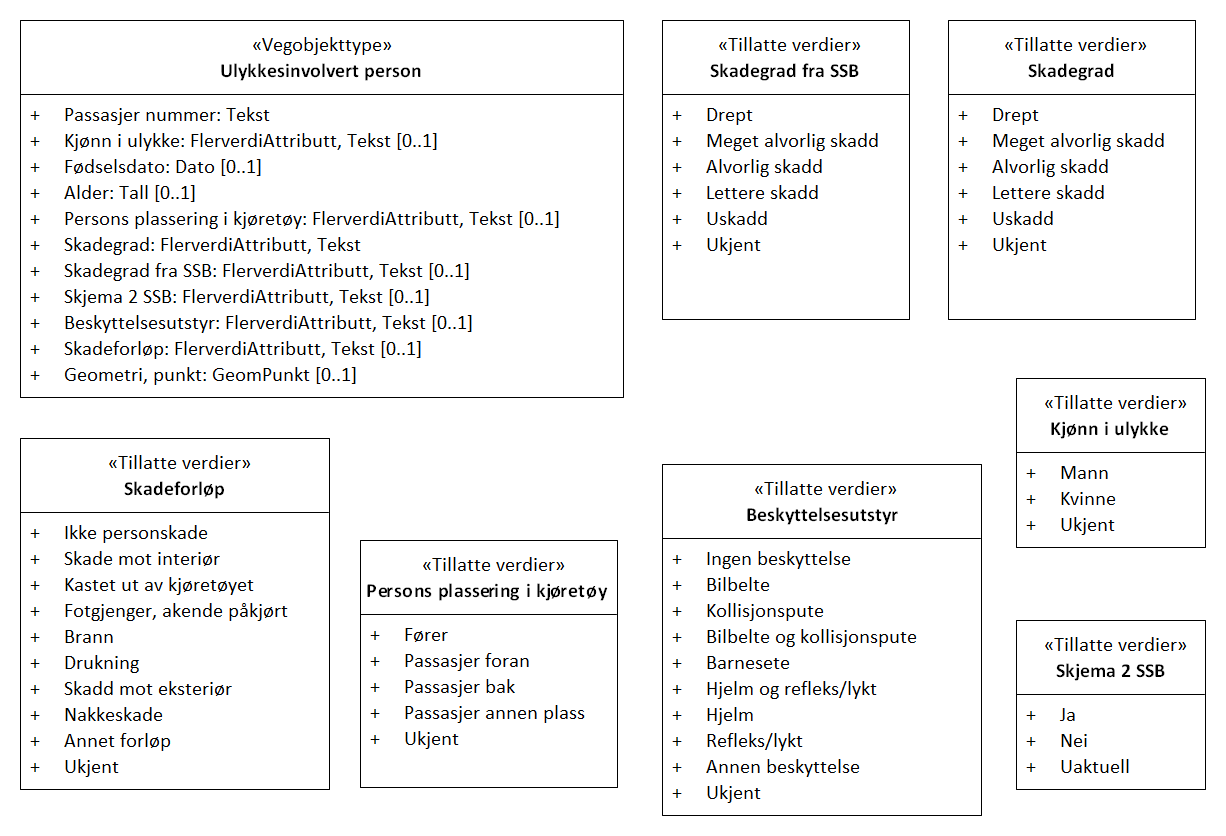 «Vegobjekttype»
Ulykkesinvolvert person
+ Passasjer nummer: Tekst
+ Kjønn i ulykke: FlerverdiAttributt, Tekst [0..1]
+ Fødselsdato: Dato [0..1]
+ Alder: Tall [0..1]
+ Persons plassering i kjøretøy: FlerverdiAttributt, Tekst [0..1]
+ Skadegrad: FlerverdiAttributt, Tekst
+ Skadegrad fra SSB: FlerverdiAttributt, Tekst [0..1]
+ Skjema 2 SSB: FlerverdiAttributt, Tekst [0..1]
+ Beskyttelsesutstyr: FlerverdiAttributt, Tekst [0..1]
+ Skadeforløp: FlerverdiAttributt, Tekst [0..1]
+ Geometri, punkt: GeomPunkt [0..1]
«Tillatte verdier»
Skadegrad fra SSB
+ Drept
+ Meget alvorlig skadd
+ Alvorlig skadd
+ Lettere skadd
+ Uskadd
+ Ukjent
«Tillatte verdier»
Skadegrad
+ Drept
+ Meget alvorlig skadd
+ Alvorlig skadd
+ Lettere skadd
+ Uskadd
+ Ukjent
«Tillatte verdier»
Skadeforløp
+ Ikke personskade
+ Skade mot interiør
+ Kastet ut av kjøretøyet
+ Fotgjenger, akende påkjørt
+ Brann
+ Drukning
+ Skadd mot eksteriør
+ Nakkeskade
+ Annet forløp
+ Ukjent
«Tillatte verdier»
Persons plassering i kjøretøy
+ Fører
+ Passasjer foran
+ Passasjer bak
+ Passasjer annen plass
+ Ukjent
«Tillatte verdier»
Beskyttelsesutstyr
+ Ingen beskyttelse
+ Bilbelte
+ Kollisjonspute
+ Bilbelte og kollisjonspute
+ Barnesete
+ Hjelm og refleks/lykt
+ Hjelm
+ Refleks/lykt
+ Annen beskyttelse
+ Ukjent
«Tillatte verdier»
Kjønn i ulykke
+ Mann
+ Kvinne
+ Ukjent
«Tillatte verdier»
Skjema 2 SSB
+ Ja
+ Nei
+ Uaktuell